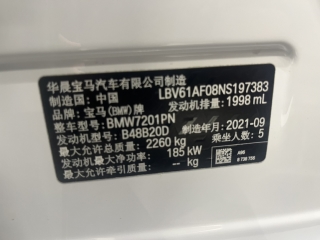 华晨宝马汽车有限公司制造
制造国: 中国 LBV61AF08NS197383
品牌: 宝马(BMW)牌 发动机排量: 1998 mL
整车型号: BMW7201PN
发动机型号: B48B20D 制造年月: 2021-09
最大允许总质量: 2260 kg 乘坐人数: 5
发动机最大净功率: 185 kW
最大允许牵引质量: - kg